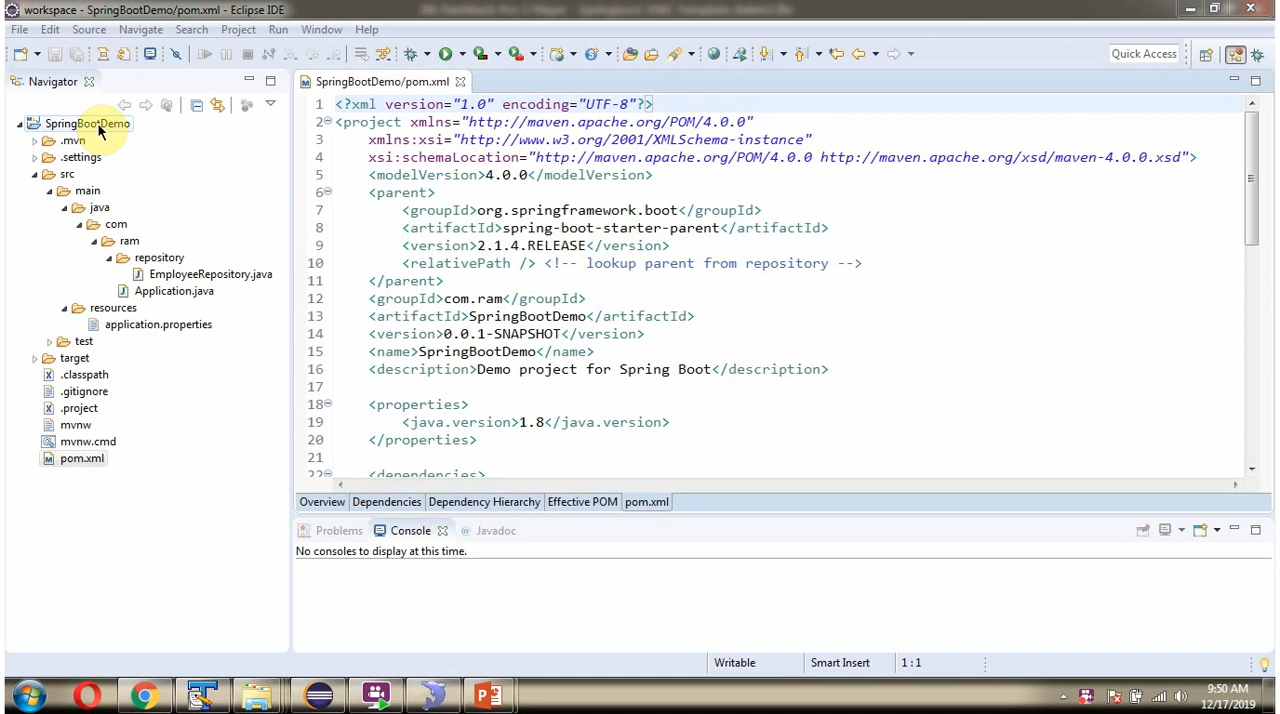 workspace - SpringBootDemo/pom.xml - Eclipse IDE
File Edit Source Navigate Search Project Run Window Help
Quick Access
Navigator
SpringBootDemo
.mvn
.settings
src
main
java
com
ram
repository
EmployeeRepository.java
Application.java
resources
application.properties
test
target
.classpath
.gitignore
.project
mvnw
mvnw.cmd
pom.xml
SpringBootDemo/pom.xml
1 <?xml version="1.0" encoding="UTF-8"?>
2 <project xmlns="http://maven.apache.org/POM/4.0.0"
3 xmlns:xsi="http://www.w3.org/2001/XMLSchema-instance"
4 xsi:schemaLocation="http://maven.apache.org/POM/4.0.0 http://maven.apache.org/xsd/maven-4.0.0.xsd">
5 <modelVersion>4.0.0</modelVersion>
6 <parent>
7 <groupId>org.springframework.boot</groupId>
8 <artifactId>spring-boot-starter-parent</artifactId>
9 <version>2.1.4.RELEASE</version>
10 <relativePath /> <!-- lookup parent from repository -->
11 </parent>
12 <groupId>com.ram</groupId>
13 <artifactId>SpringBootDemo</artifactId>
14 <version>0.0.1-SNAPSHOT</version>
15 <name>SpringBootDemo</name>
16 <description>Demo project for Spring Boot</description>
17
18 <properties>
19 <java.version>1.8</java.version>
20 </properties>
21
22 <dependencies>
Overview Dependencies Dependency Hierarchy Effective POM pom.xml
Problems Console Javadoc
No consoles to display at this time.
Writable Smart Insert 1 : 1
9:50 AM
12/17/2019